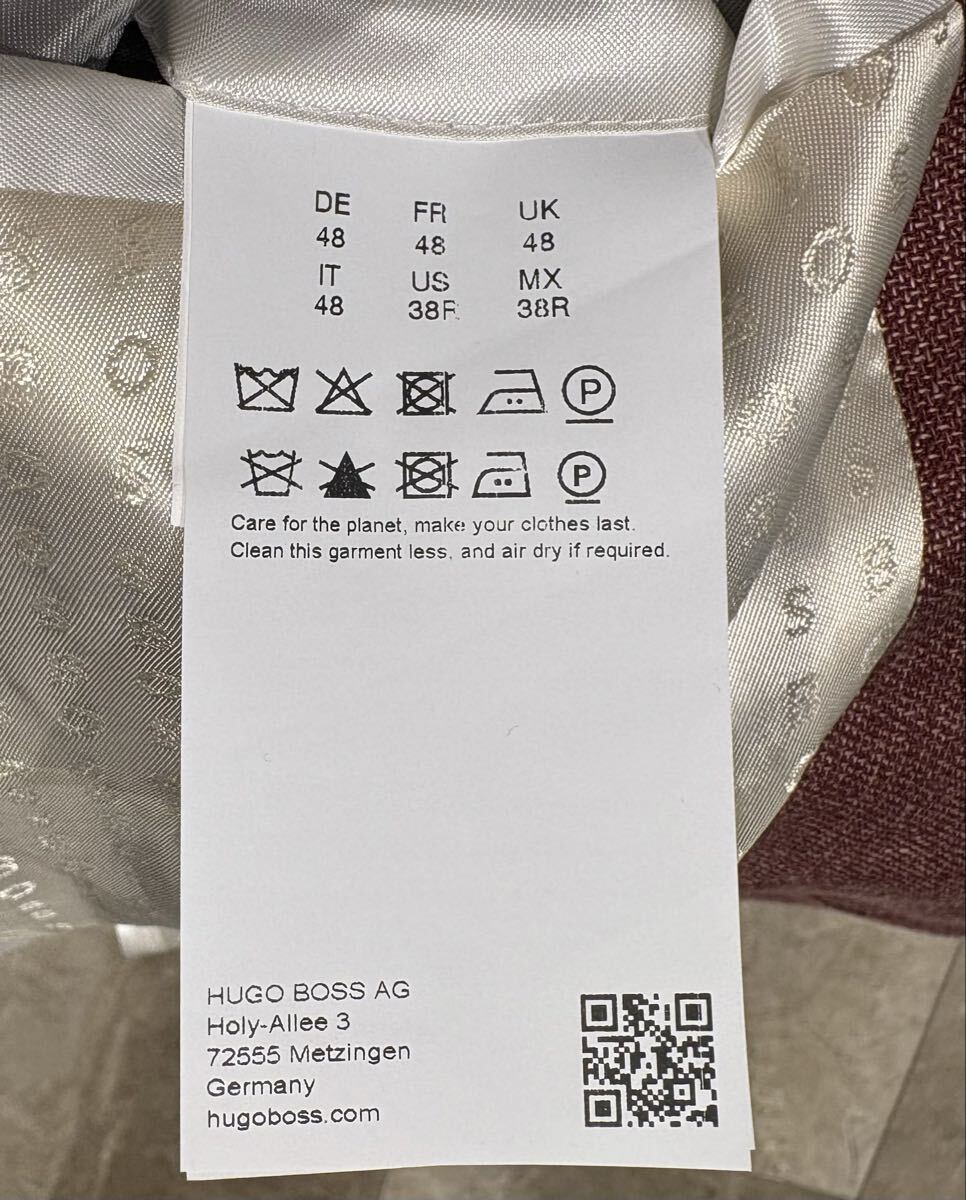 DE FR UK
48 48 48
IT US MX
48 38R 38R
P
P
Care for the planet, make your clothes last.
Clean this garment less, and air dry if required.
HUGO BOSS AG
Holy-Allee 3
72555 Metzingen
Germany
hugoboss.com